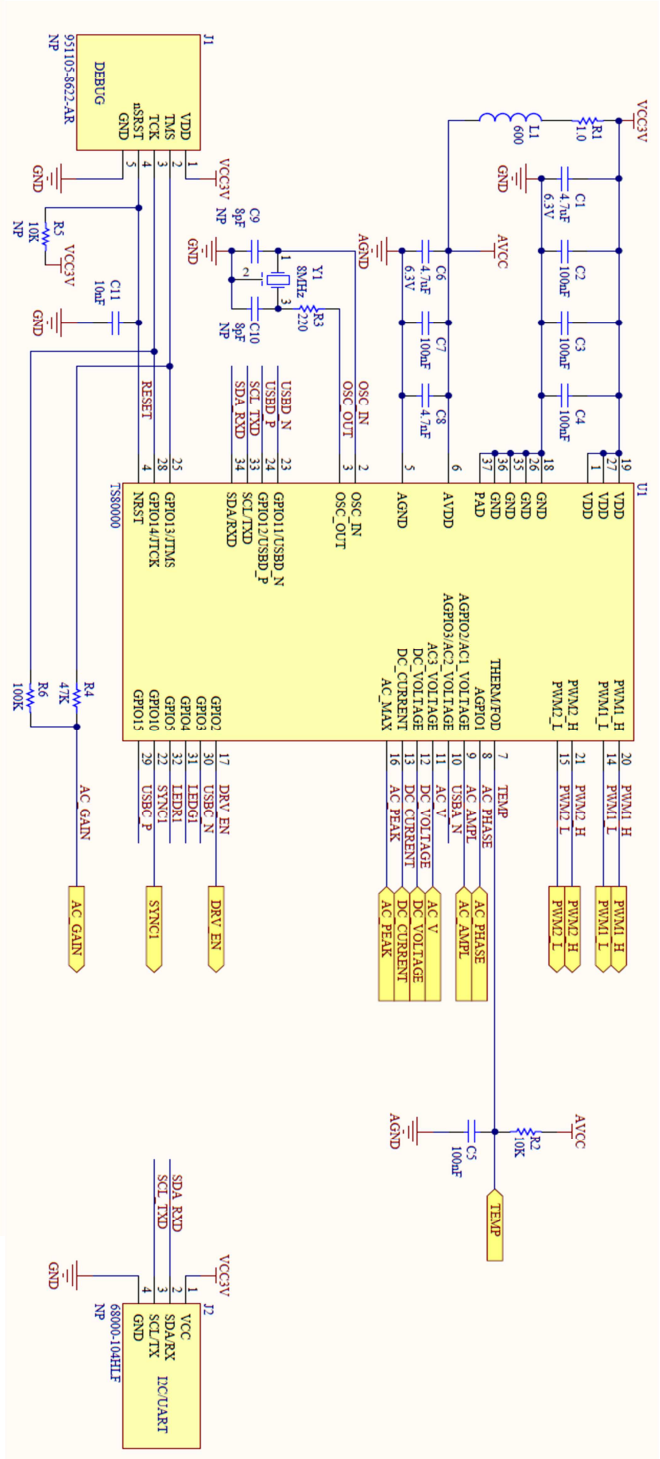 VCC3V
R1
1.0
L1
600
C1
4.7uF
6.3V
C2
100nF
C3
100nF
C4
100nF
GND
AVCC
C6
4.7uF
6.3V
C7
100nF
C8
4.7nF
AGND
OSC_IN
OSC_OUT
R3
220
Y1
8MHz
1
2
3
C9
8pF
NP
C10
8pF
NP
GND
USBD_N
USBD_P
SCL_TXD
SDA_RXD
J1
VDD
TMS
TCK
nSRST
GND
DEBUG
951105-8622-AR
NP
1
2
3
4
5
VCC3V
GND
R5
10K
NP
VCC3V
C11
10nF
GND
RESET
U1
19 VDD
27 VDD
1 VDD
18 GND
26 GND
35 GND
36 GND
37 PAD
6 AVDD
5 AGND
2 OSC_IN
3 OSC_OUT
23 GPIO11/USBD_N
24 GPIO12/USBD_P
33 SCL/TXD
34 SDA/RXD
25 GPIO13/JTMS
28 GPIO14/JTCK
4 NRST
TS80000
PWM1_H 20 PWM1_H PWM1_H
PWM1_L 14 PWM1_L PWM1_L
PWM2_H 21 PWM2_H PWM2_H
PWM2_L 15 PWM2_L PWM2_L
THERM/FOD 7 TEMP
AGPIO1 8 AC_PHASE AC_PHASE
AGPIO2/AC1_VOLTAGE 9 AC_AMPL AC_AMPL
AGPIO3/AC2_VOLTAGE 10 USBA_N
AC3_VOLTAGE 11 AC_V AC_V
DC_VOLTAGE 12 DC_VOLTAGE DC_VOLTAGE
DC_CURRENT 13 DC_CURRENT DC_CURRENT
AC_MAX 16 AC_PEAK AC_PEAK
GPIO2 17 DRV_EN DRV_EN
GPIO3 30 USBC_N
GPIO4 31 LEDG1
GPIO5 32 LEDR1
GPIO10 22 SYNC1 SYNC1
GPIO15 29 USBC_P
R4
47K
R6
100K
AC_GAIN AC_GAIN
AVCC
R2
10K
TEMP
C5
100nF
AGND
VCC3V
SDA_RXD
SCL_TXD
GND
1
2
3
4
J2
VCC
SDA/RX
SCL/TX
GND
I2C/UART
68000-104HLF
NP